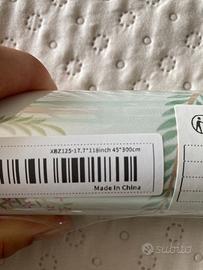 XBZ125-17.7*118inch 45*300cm
Made In China
subito